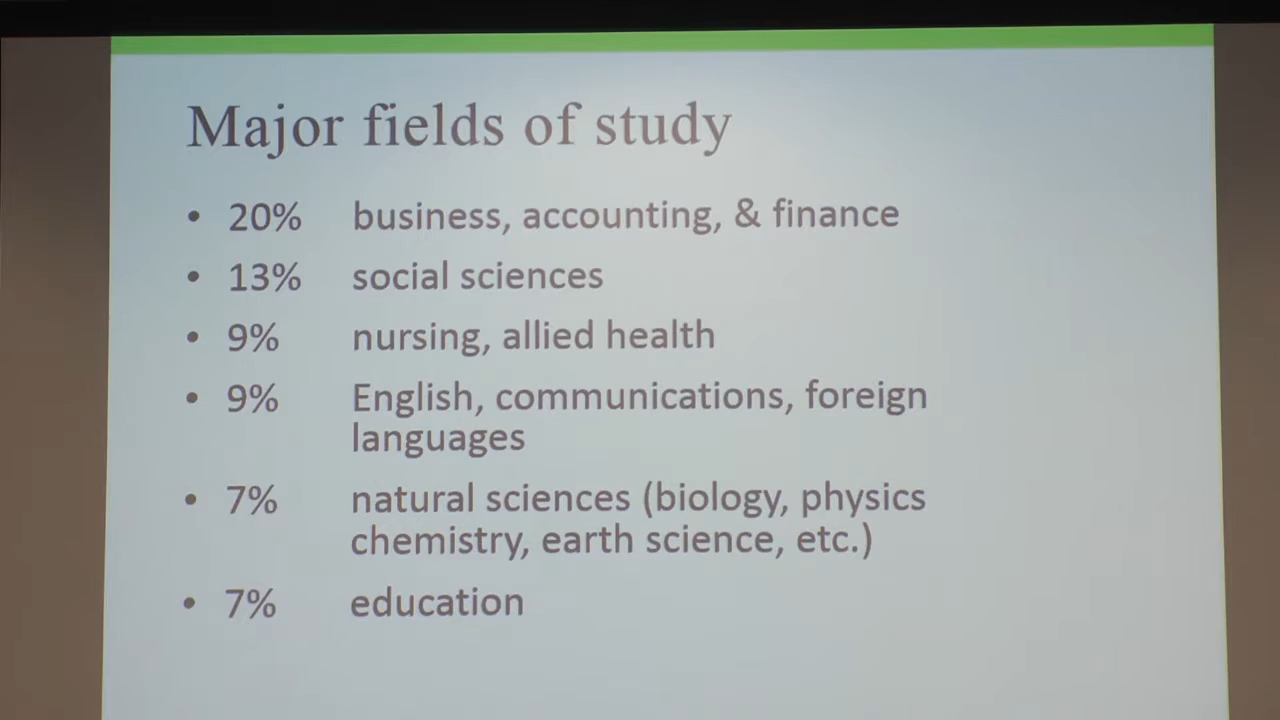 Major fields of study
• 20% business, accounting, & finance
• 13% social sciences
• 9% nursing, allied health
• 9% English, communications, foreign
languages
• 7% natural sciences (biology, physics
chemistry, earth science, etc.)
• 7% education